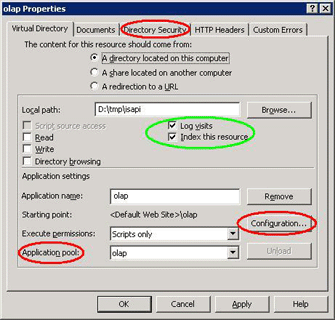 olap Properties
Virtual Directory Documents Directory Security HTTP Headers Custom Errors
The content for this resource should come from:
A directory located on this computer
A share located on another computer
A redirection to a URL
Local path: D:\tmp\isapi Browse...
Script source access Log visits
Read Index this resource
Write
Directory browsing
Application settings
Application name: olap Remove
Starting point: <Default Web Site>\olap
Configuration...
Execute permissions: Scripts only
Application pool: olap Unload
OK Cancel Apply Help